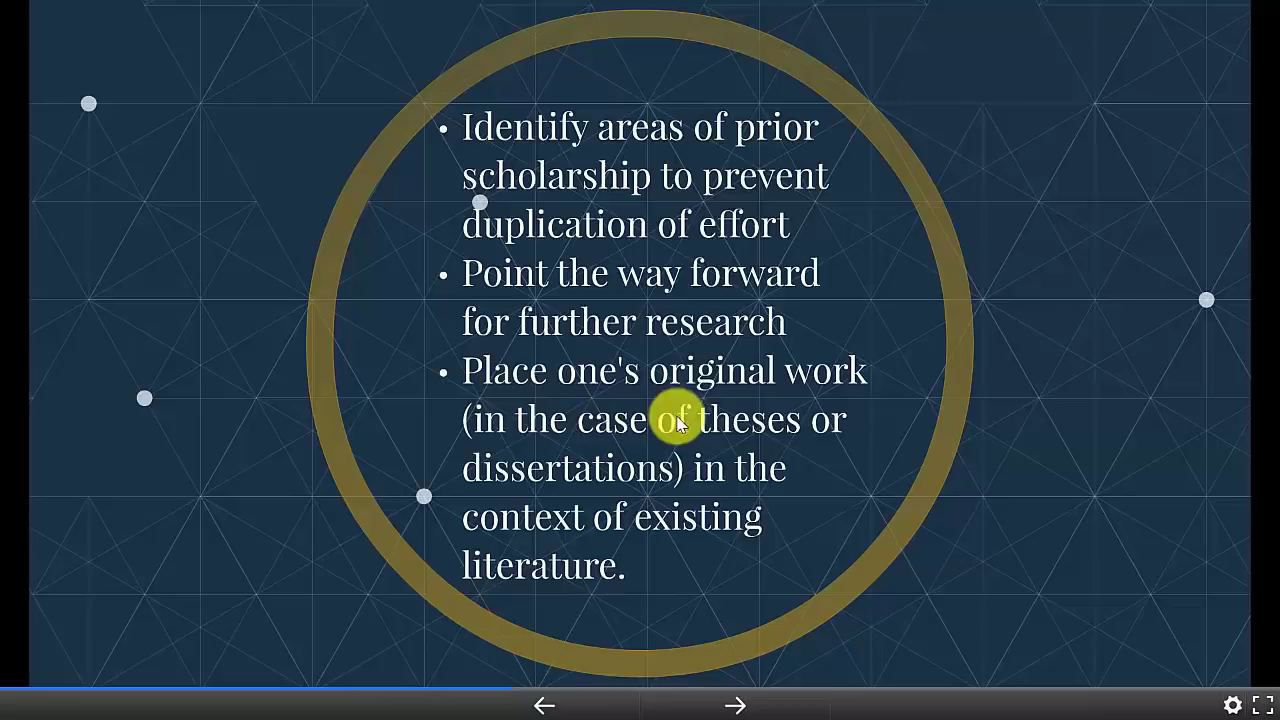 • Identify areas of prior
scholarship to prevent
duplication of effort
• Point the way forward
for further research
• Place one's original work
(in the case of theses or
dissertations) in the
context of existing
literature.